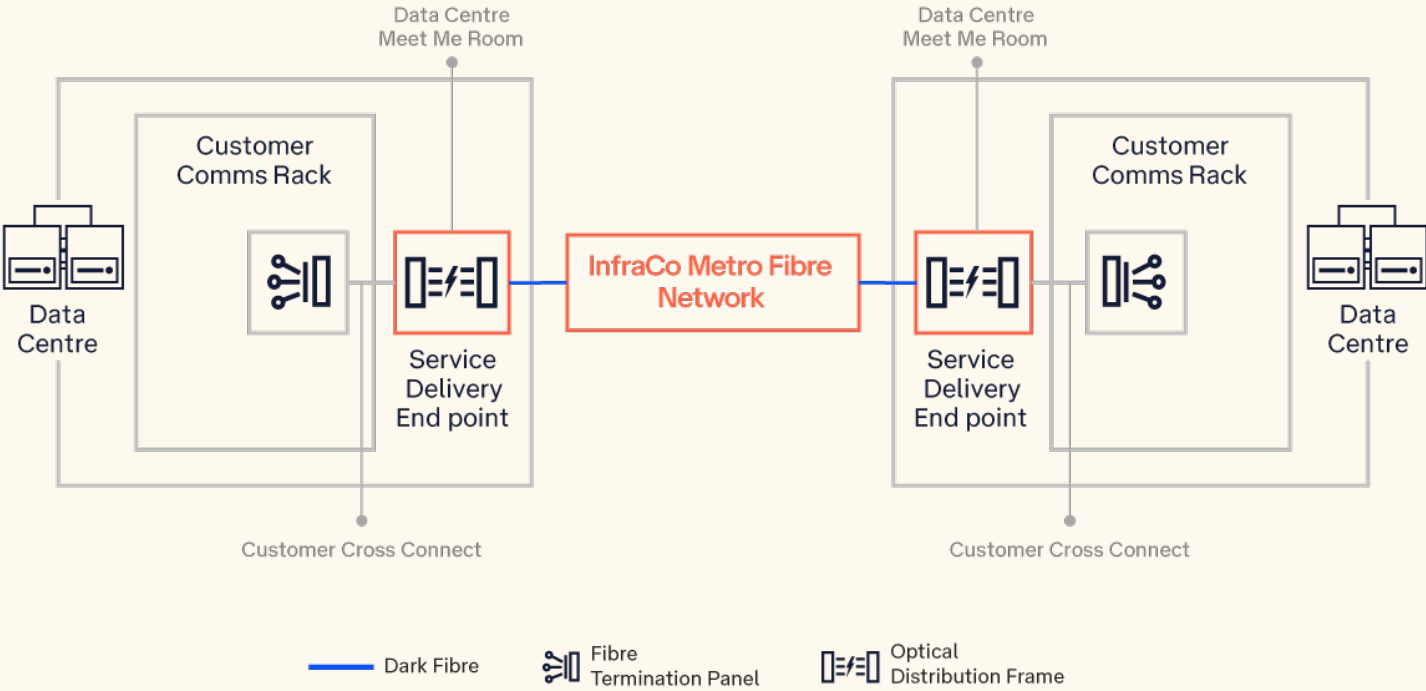 Data Centre
Meet Me Room
Data Centre
Meet Me Room
Customer
Comms Rack
Customer
Comms Rack
InfraCo Metro Fibre
Network
Data
Centre
Data
Centre
Service
Delivery
End point
Service
Delivery
End point
Customer Cross Connect
Customer Cross Connect
Dark Fibre
Fibre
Termination Panel
Optical
Distribution Frame